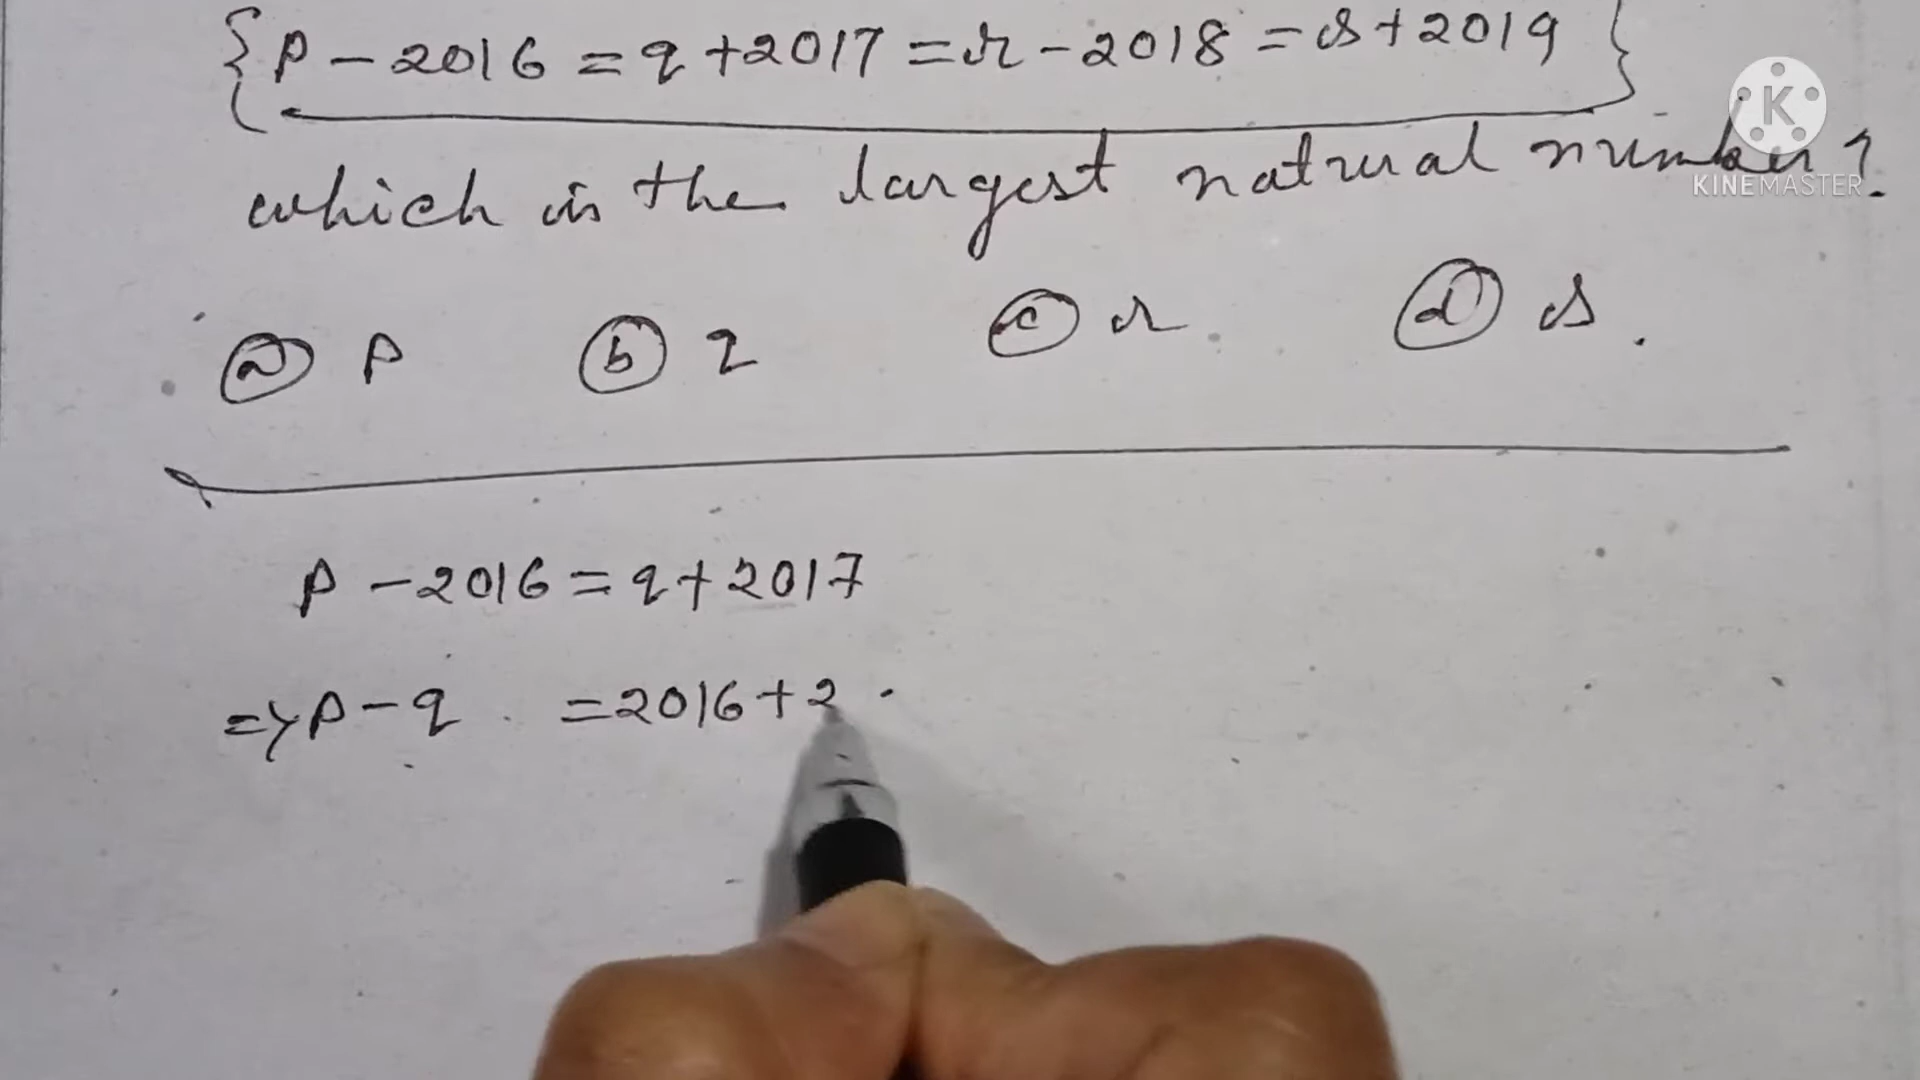 {P - 2016 = q + 2017 = r - 2018 = s + 2019}
which is the largest natural number?
(a) P (b) q (c) r (d) s.
K
KINEMASTER
P - 2016 = q + 2017
=> P - q = 2016 + 2